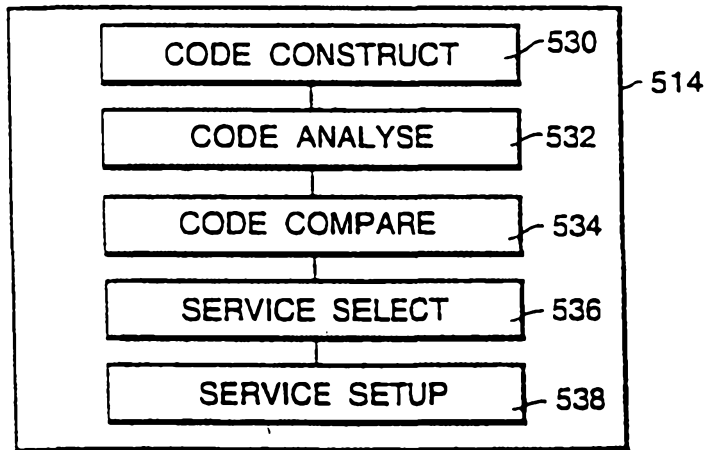 CODE CONSTRUCT 530
514
CODE ANALYSE 532
CODE COMPARE 534
SERVICE SELECT 536
SERVICE SETUP 538